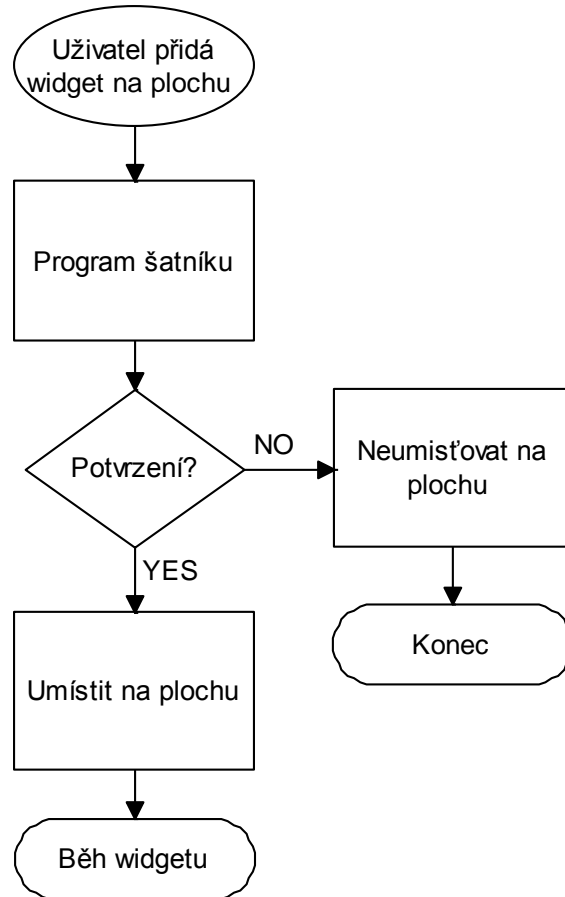 Uživatel přidá
widget na plochu
Program šatníku
Potvrzení?
NO
Neumisťovat na
plochu
YES
Konec
Umístit na plochu
Běh widgetu